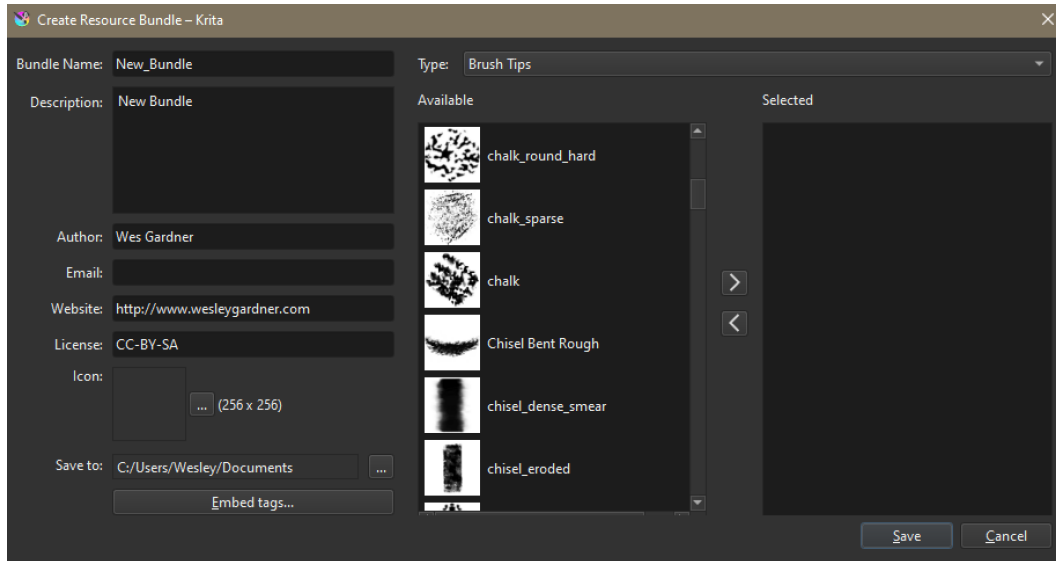 Create Resource Bundle – Krita
Bundle Name: New_Bundle
Description: New Bundle
Author: Wes Gardner
Email:
Website: http://www.wesleygardner.com
License: CC-BY-SA
Icon:
... (256 x 256)
Save to: C:/Users/Wesley/Documents ...
Embed tags...
Type: Brush Tips
Available
chalk_round_hard
chalk_sparse
chalk
Chisel Bent Rough
chisel_dense_smear
chisel_eroded
Selected
Save
Cancel